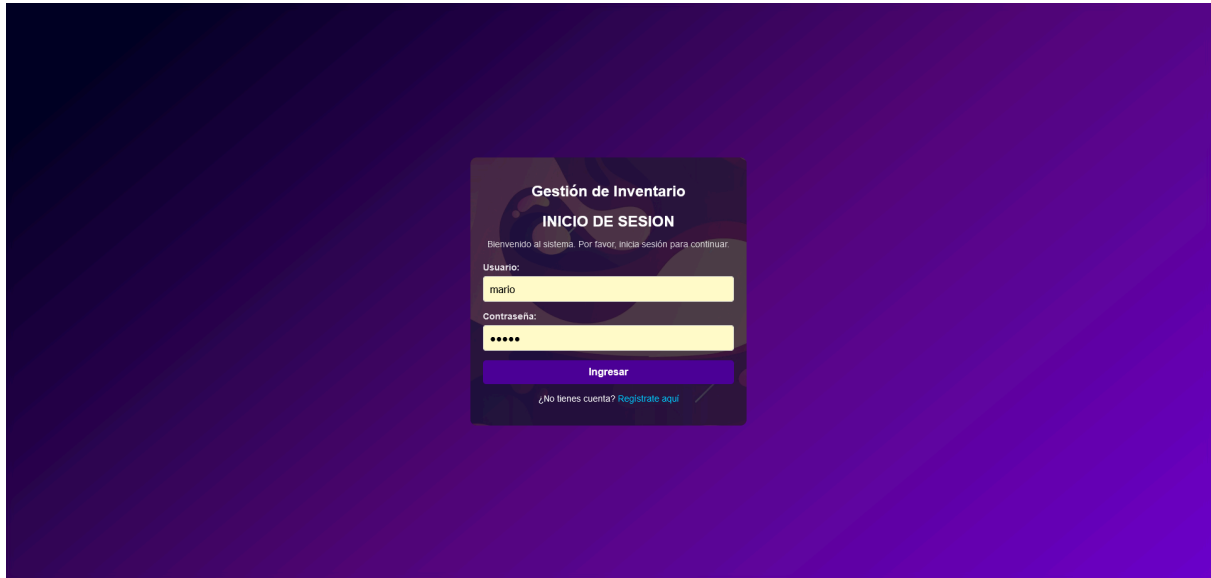 Gestión de Inventario
INICIO DE SESION
Bienvenido al sistema. Por favor, inicia sesión para continuar.
Usuario:
mario
Contraseña:
•••••
Ingresar
¿No tienes cuenta? Regístrate aquí